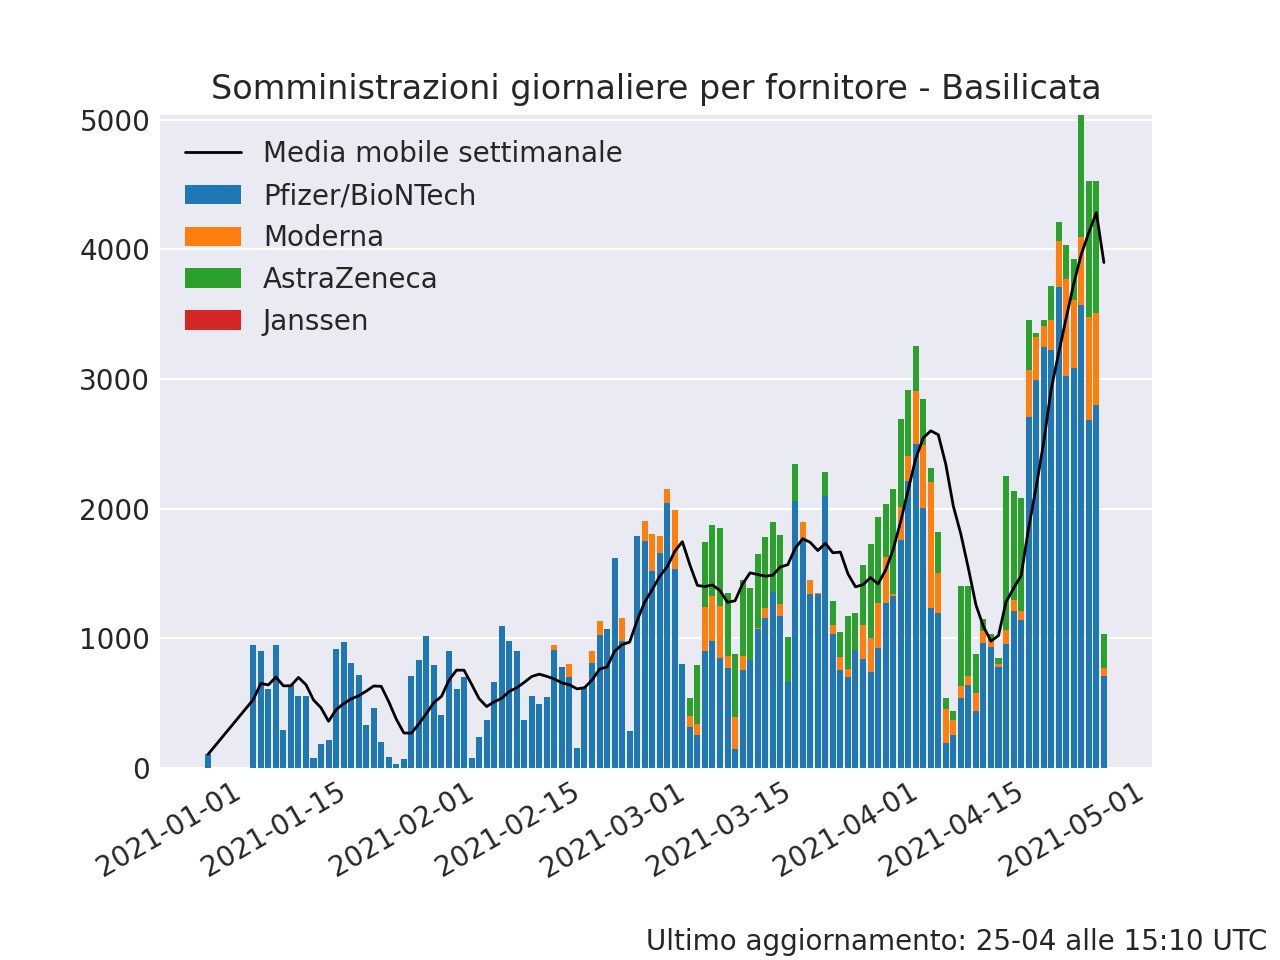 Somministrazioni giornaliere per fornitore - Basilicata
5000
4000
3000
2000
1000
0
Media mobile settimanale
Pfizer/BioNTech
Moderna
AstraZeneca
Janssen
2021-01-01
2021-01-15
2021-02-01
2021-02-15
2021-03-01
2021-03-15
2021-04-01
2021-04-15
2021-05-01
Ultimo aggiornamento: 25-04 alle 15:10 UTC